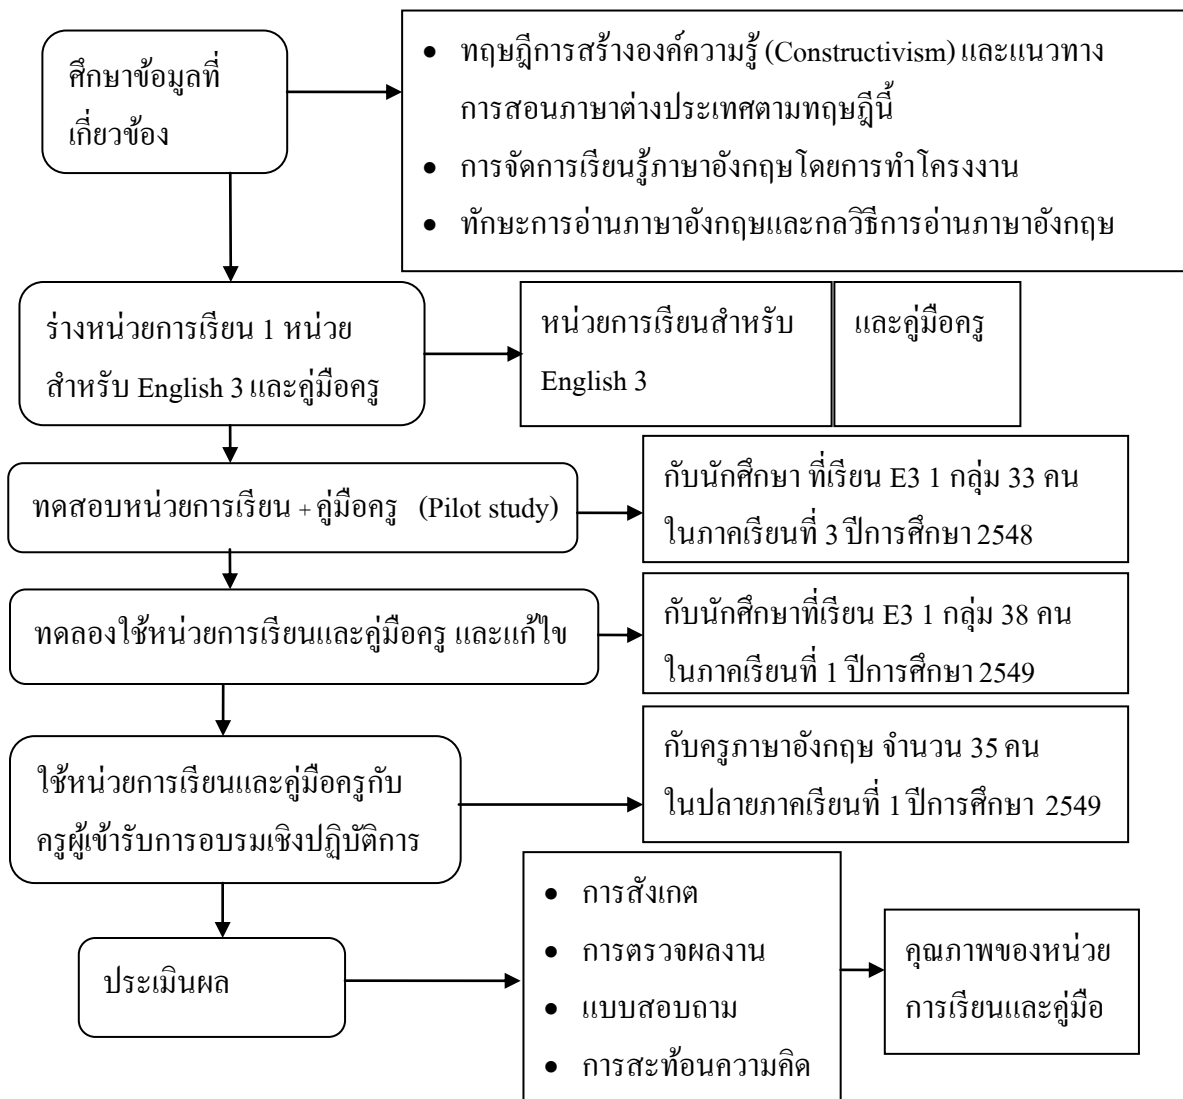 ศึกษาข้อมูลที่
เกี่ยวข้อง
• ทฤษฎีการสร้างองค์ความรู้ (Constructivism) และแนวทาง
การสอนภาษาต่างประเทศตามทฤษฎีนี้
• การจัดการเรียนรู้ภาษาอังกฤษโดยการทำโครงงาน
• ทักษะการอ่านภาษาอังกฤษและกลวิธีการอ่านภาษาอังกฤษ
ร่างหน่วยการเรียน 1 หน่วย
สำหรับ English 3 และคู่มือครู
หน่วยการเรียนสำหรับ
English 3
และคู่มือครู
ทดสอบหน่วยการเรียน + คู่มือครู (Pilot study)
กับนักศึกษา ที่เรียน E3 1 กลุ่ม 33 คน
ในภาคเรียนที่ 3 ปีการศึกษา 2548
ทดลองใช้หน่วยการเรียนและคู่มือครู และแก้ไข
กับนักศึกษาที่เรียน E3 1 กลุ่ม 38 คน
ในภาคเรียนที่ 1 ปีการศึกษา 2549
ใช้หน่วยการเรียนและคู่มือครูกับ
ครูผู้เข้ารับการอบรมเชิงปฏิบัติการ
กับครูภาษาอังกฤษ จำนวน 35 คน
ในปลายภาคเรียนที่ 1 ปีการศึกษา 2549
ประเมินผล
• การสังเกต
• การตรวจผลงาน
• แบบสอบถาม
• การสะท้อนความคิด
คุณภาพของหน่วย
การเรียนและคู่มือ